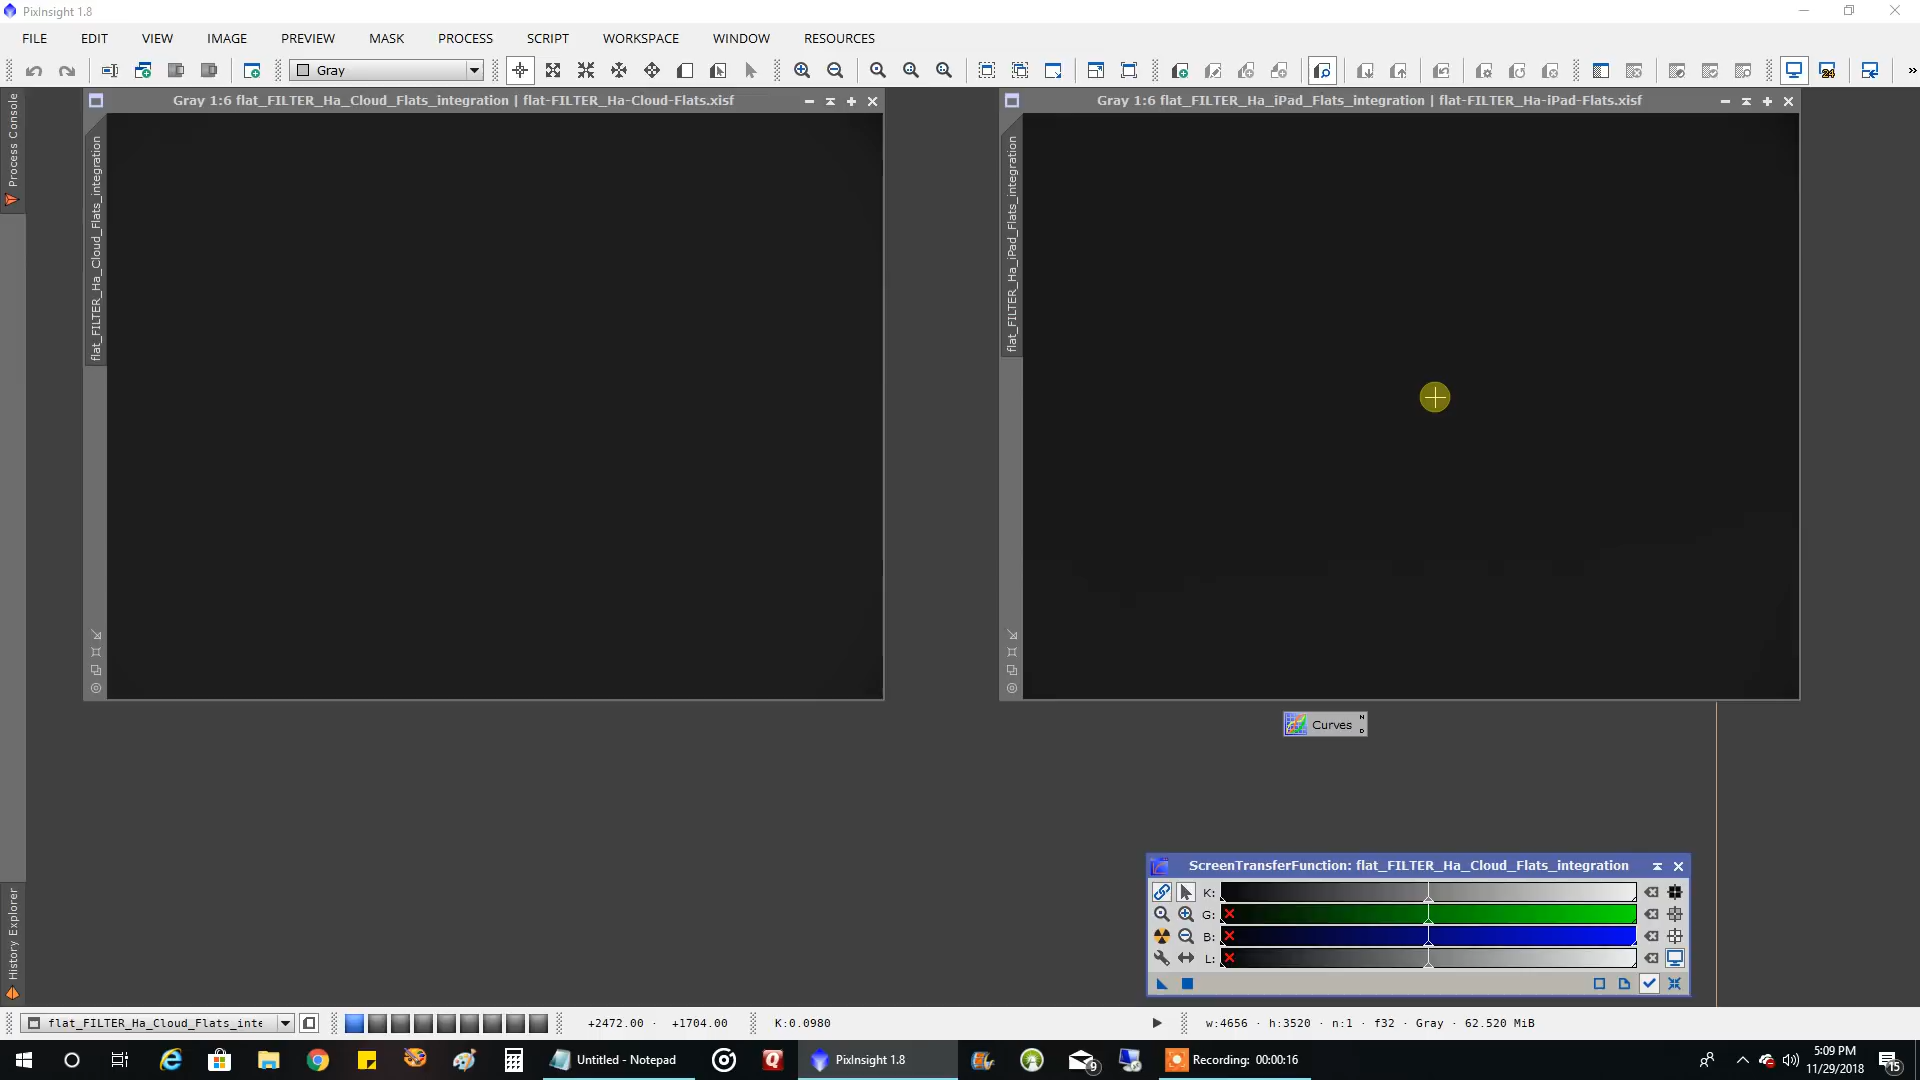 PixInsight 1.8
FILE EDIT VIEW IMAGE PREVIEW MASK PROCESS SCRIPT WORKSPACE WINDOW RESOURCES
Gray
24
»
Process Console
History Explorer
Gray 1:6 flat_FILTER_Ha_Cloud_Flats_integration | flat-FILTER_Ha-Cloud-Flats.xisf
flat_FILTER_Ha_Cloud_Flats_integration
Gray 1:6 flat_FILTER_Ha_iPad_Flats_integration | flat-FILTER_Ha-iPad-Flats.xisf
flat_FILTER_Ha_iPad_Flats_integration
Curves N D
ScreenTransferFunction: flat_FILTER_Ha_Cloud_Flats_integration
K:
G:
B:
L:
flat_FILTER_Ha_Cloud_Flats_inte +2472.00 · +1704.00 K:0.0980 w:4656 · h:3520 · n:1 · f32 · Gray · 62.520 MiB
Untitled - Notepad PixInsight 1.8 9 Recording: 00:00:16
5:09 PM
11/29/2018
15